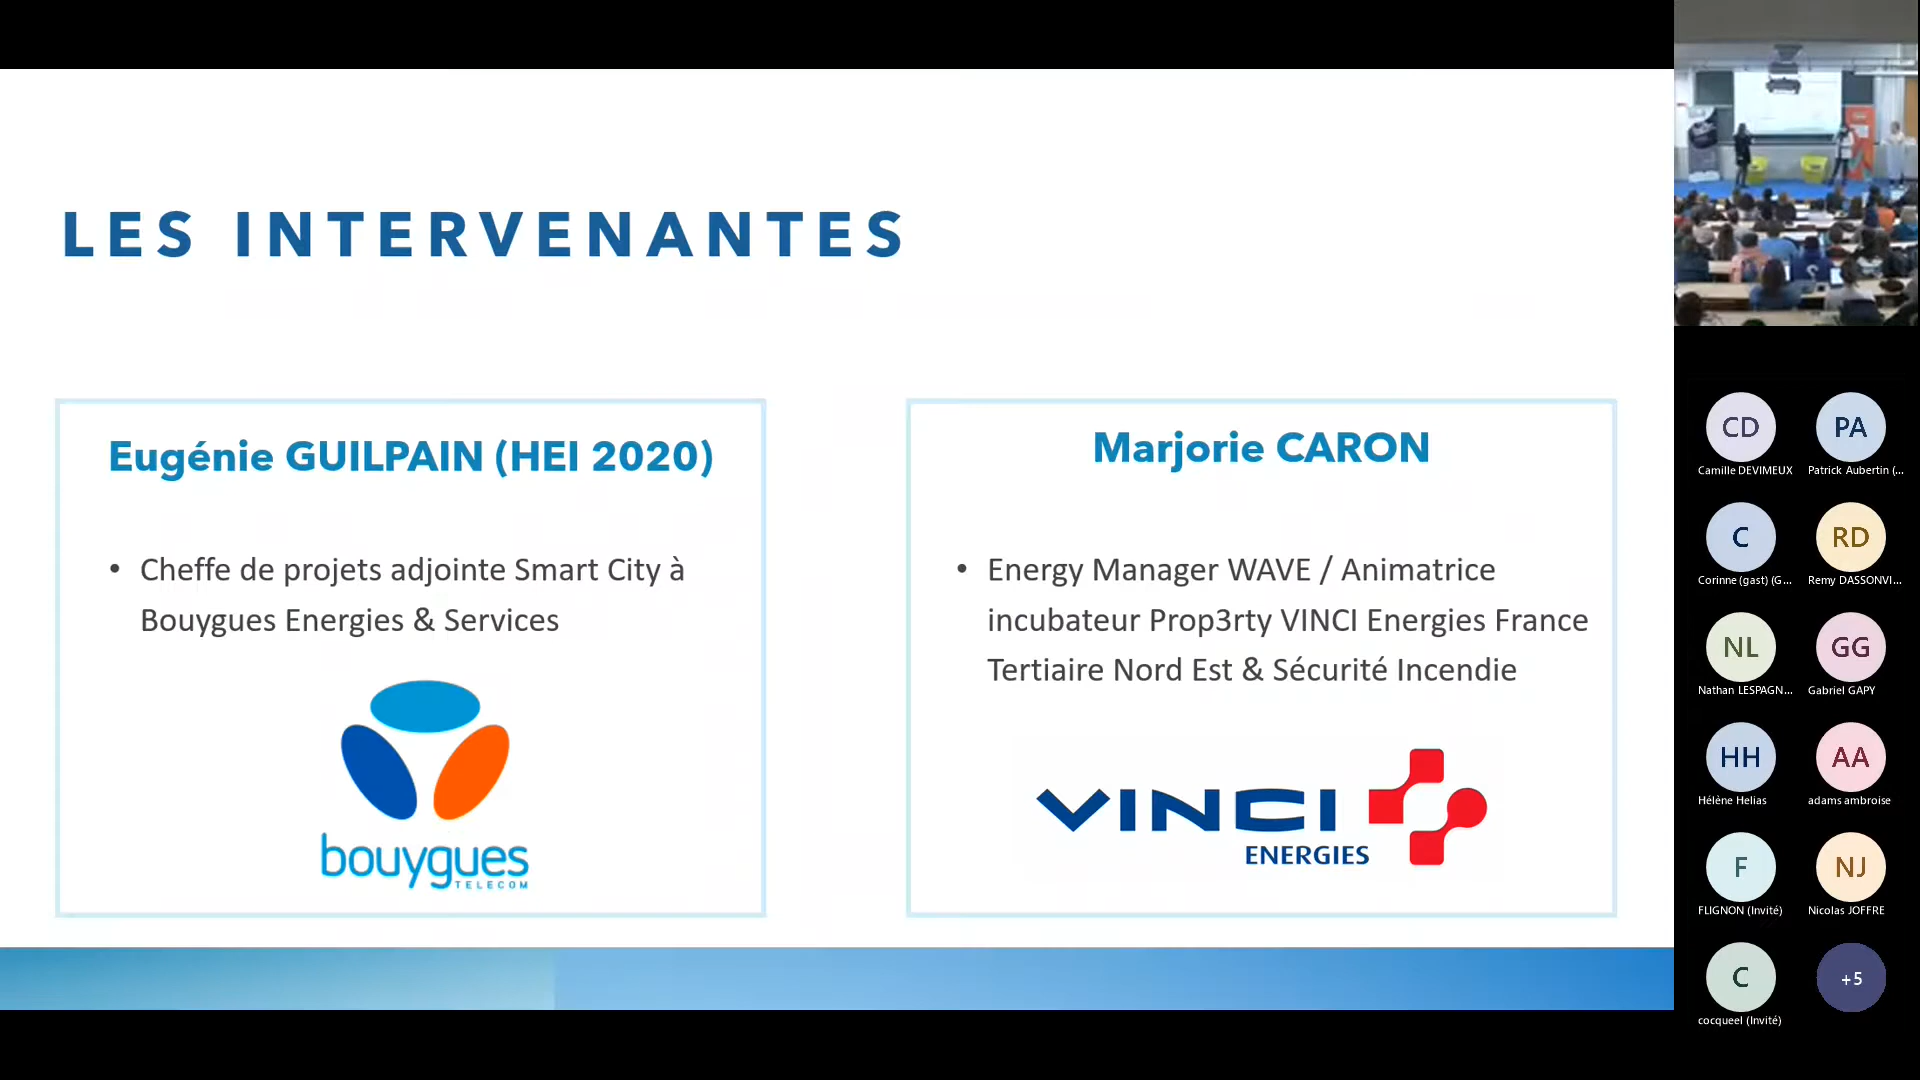 LES INTERVENANTES
Eugénie GUILPAIN (HEI 2020)
• Cheffe de projets adjointe Smart City à
Bouygues Energies & Services
bouygues
TELECOM
Marjorie CARON
• Energy Manager WAVE / Animatrice
incubateur Prop3rty VINCI Energies France
Tertiaire Nord Est & Sécurité Incendie
VINCI
ENERGIES
CD
Camille DEVIMEUX
PA
Patrick Aubertin (...
C
Corinne (gast) (G...
RD
Remy DASSONVI...
NL
Nathan LESPAGN...
GG
Gabriel GAPY
HH
Hélène Helias
AA
adams ambroise
F
FLIGNON (Invité)
NJ
Nicolas JOFFRE
C
cocqueel (Invité)
+5